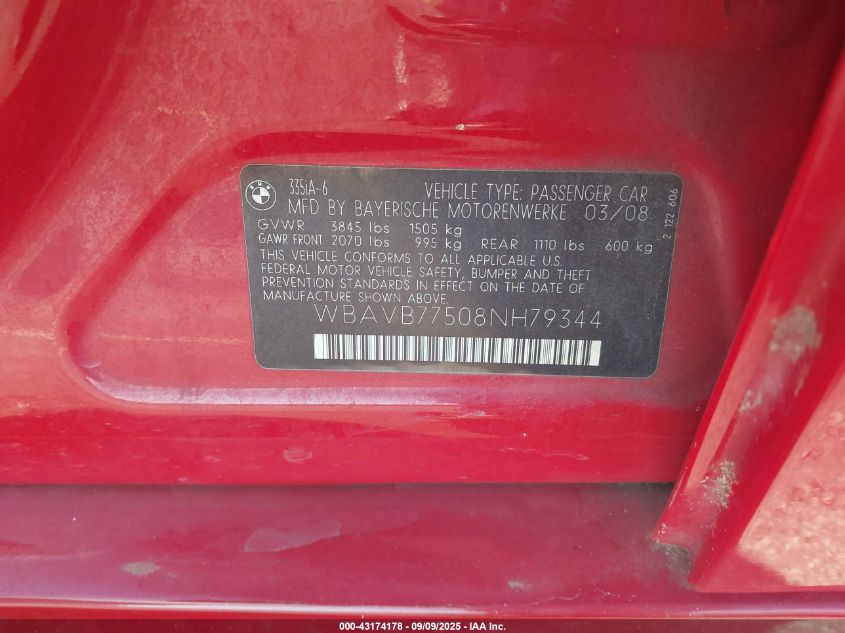 BMW
335iA-6 VEHICLE TYPE: PASSENGER CAR
MFD BY BAYERISCHE MOTORENWERKE 03/08
GVWR 3845 lbs 1505 kg
GAWR FRONT 2070 lbs 995 kg REAR 1110 lbs 600 kg
THIS VEHICLE CONFORMS TO ALL APPLICABLE U.S.
FEDERAL MOTOR VEHICLE SAFETY, BUMPER AND THEFT
PREVENTION STANDARDS IN EFFECT ON THE DATE OF
MANUFACTURE SHOWN ABOVE
WBAVB77508NH79344
2 122 606
000-43174178 - 09/09/2025 - IAA Inc.